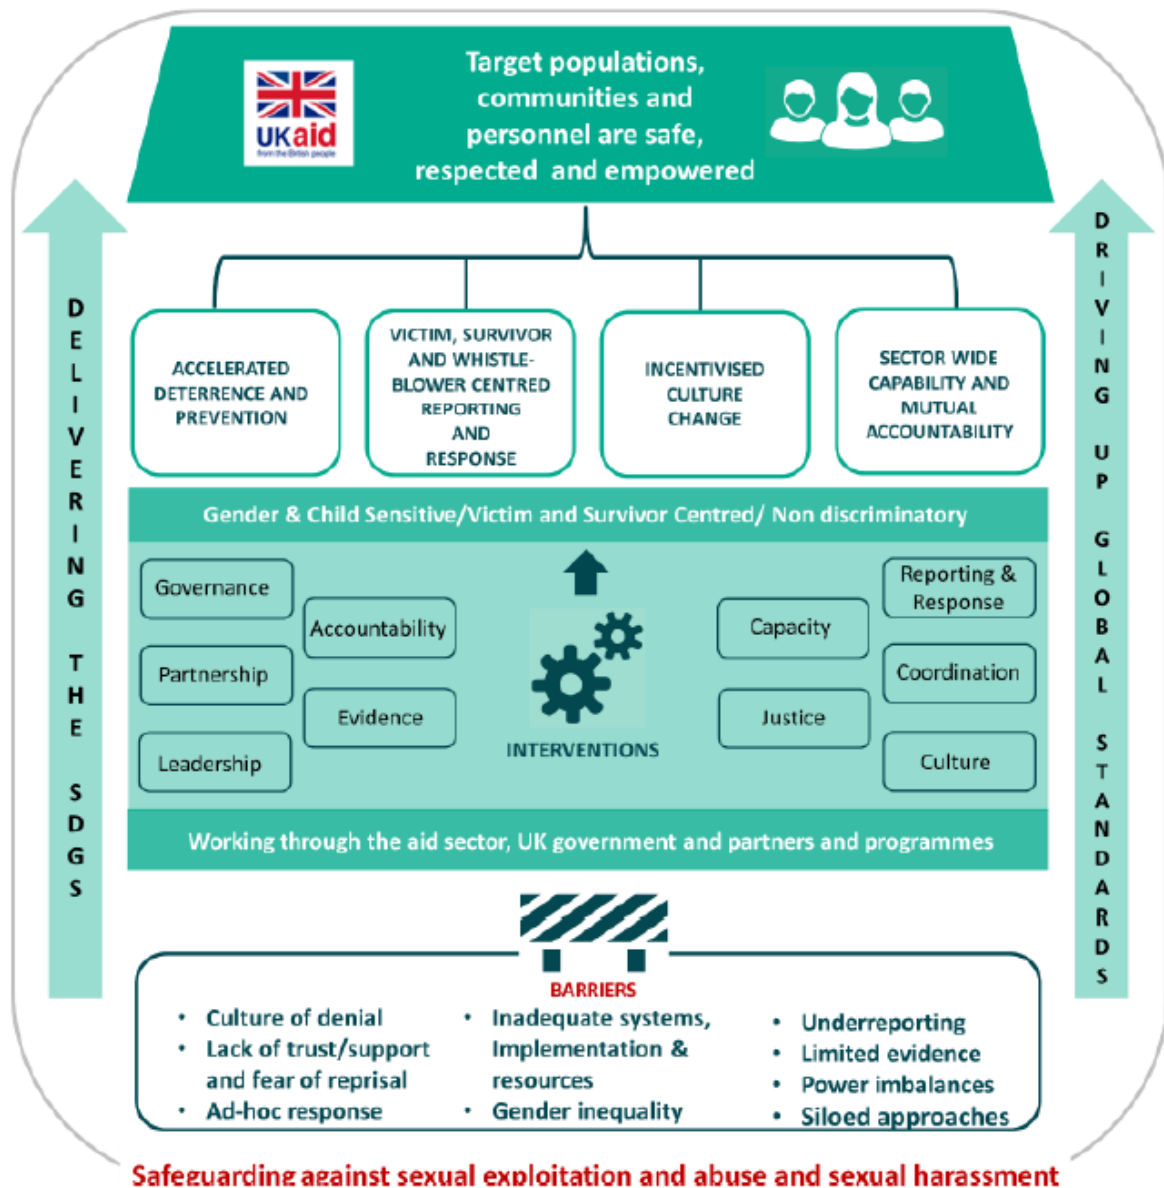 Target populations,
communities and
personnel are safe,
respected and empowered
UKaid
from the British people
DELIVERING THE SDGS
DRIVING UP GLOBAL STANDARDS
ACCELERATED
DETERRENCE AND
PREVENTION
VICTIM, SURVIVOR
AND WHISTLE-
BLOWER CENTRED
REPORTING
AND
RESPONSE
INCENTIVISED
CULTURE
CHANGE
SECTOR WIDE
CAPABILITY AND
MUTUAL
ACCOUNTABILITY
Gender & Child Sensitive/Victim and Survivor Centred/ Non discriminatory
Governance
Accountability
Partnership
Evidence
Leadership
INTERVENTIONS
Capacity
Reporting &
Response
Coordination
Justice
Culture
Working through the aid sector, UK government and partners and programmes
BARRIERS
• Culture of denial
• Lack of trust/support
and fear of reprisal
• Ad-hoc response
• Inadequate systems,
Implementation &
resources
• Gender inequality
• Underreporting
• Limited evidence
• Power imbalances
• Siloed approaches
Safeguarding against sexual exploitation and abuse and sexual harassment